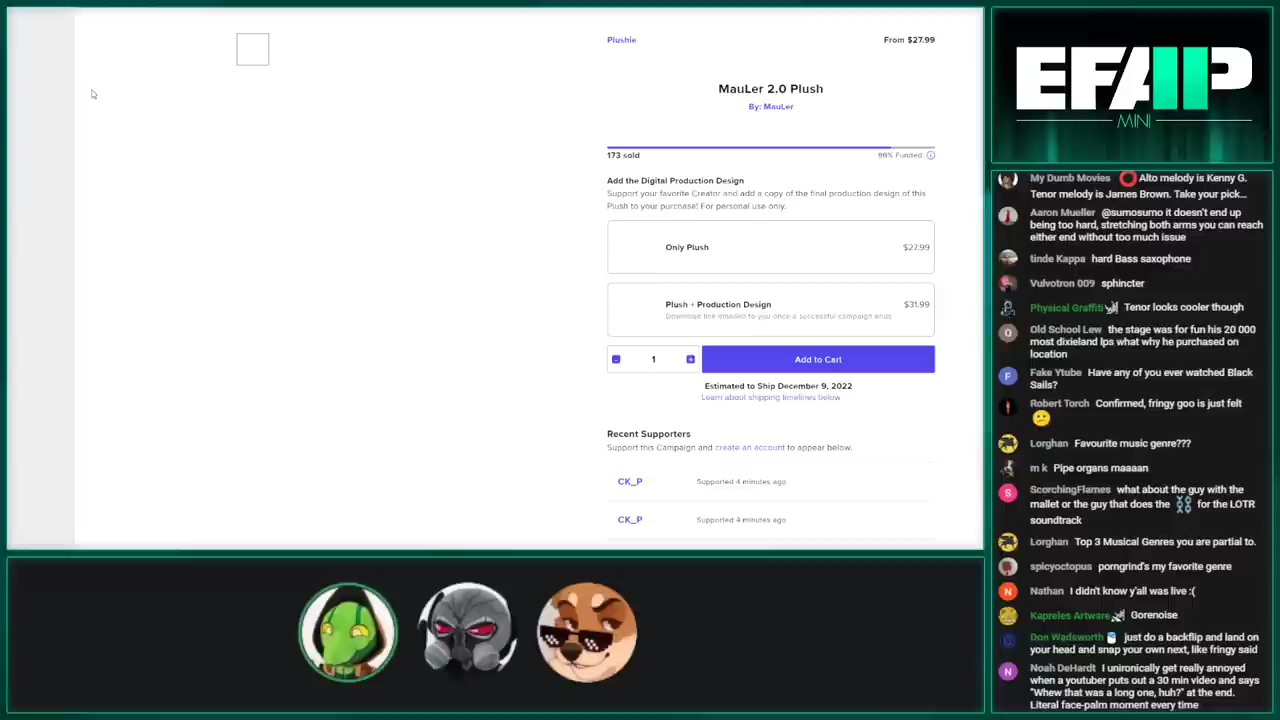 Plushie
From $27.99
MauLer 2.0 Plush
By: MauLer
173 sold
86% Funded
Add the Digital Production Design
Support your favorite Creator and add a copy of the final production design of this
Plush to your purchase! For personal use only.
Only Plush
$27.99
Plush + Production Design
$31.99
Download link emailed to you once a successful campaign ends.
1
Add to Cart
Estimated to Ship December 9, 2022
Learn about shipping timelines below
Recent Supporters
Support this Campaign and create an account to appear below.
CK_P
Supported 4 minutes ago
CK_P
Supported 4 minutes ago
EFAP
MINI
My Dumb Movies Alto melody is Kenny G.
Tenor melody is James Brown. Take your pick...
Aaron Mueller @sumosumo it doesn't end up
being too hard, stretching both arms you can reach
either end without too much issue
tinde Kappa hard Bass saxophone
Vulvotron 009 sphincter
Physical Graffiti Tenor looks cooler though
Old School Lew the stage was for fun his 20 000
most dixieland lps what why he purchased on
location
Fake Ytube Have any of you ever watched Black
Sails?
Robert Torch Confirmed, fringy goo is just felt
Lorghan Favourite music genre???
m k Pipe organs maaaan
ScorchingFlames what about the guy with the
mallet or the guy that does the for the LOTR
soundtrack
Lorghan Top 3 Musical Genres you are partial to.
spicyoctopus porngrind's my favorite genre
Nathan I didn't know y'all was live :(
Kapreles Artware Gorenoise
Don Wadsworth just do a backflip and land on
your head and snap your own next, like fringy said
Noah DeHardt I unironically get really annoyed
when a youtuber puts out a 30 min video and says
"Whew that was a long one, huh?" at the end.
Literal face-palm moment every time